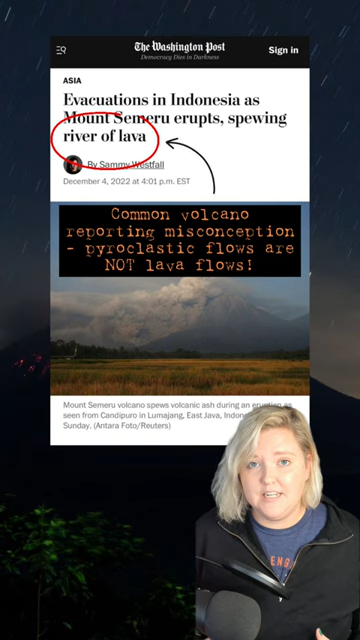 The Washington Post
Democracy Dies in Darkness
Sign in
ASIA
Evacuations in Indonesia as
Mount Semeru erupts, spewing
river of lava
By Sammy Westfall
December 4, 2022 at 4:01 p.m. EST
Common volcano
reporting misconception
- pyroclastic flows are
NOT lava flows!
Mount Semeru volcano spews volcanic ash during an eruption as
seen from Candipuro in Lumajang, East Java,
Sunday. (Antara Foto/Reuters)